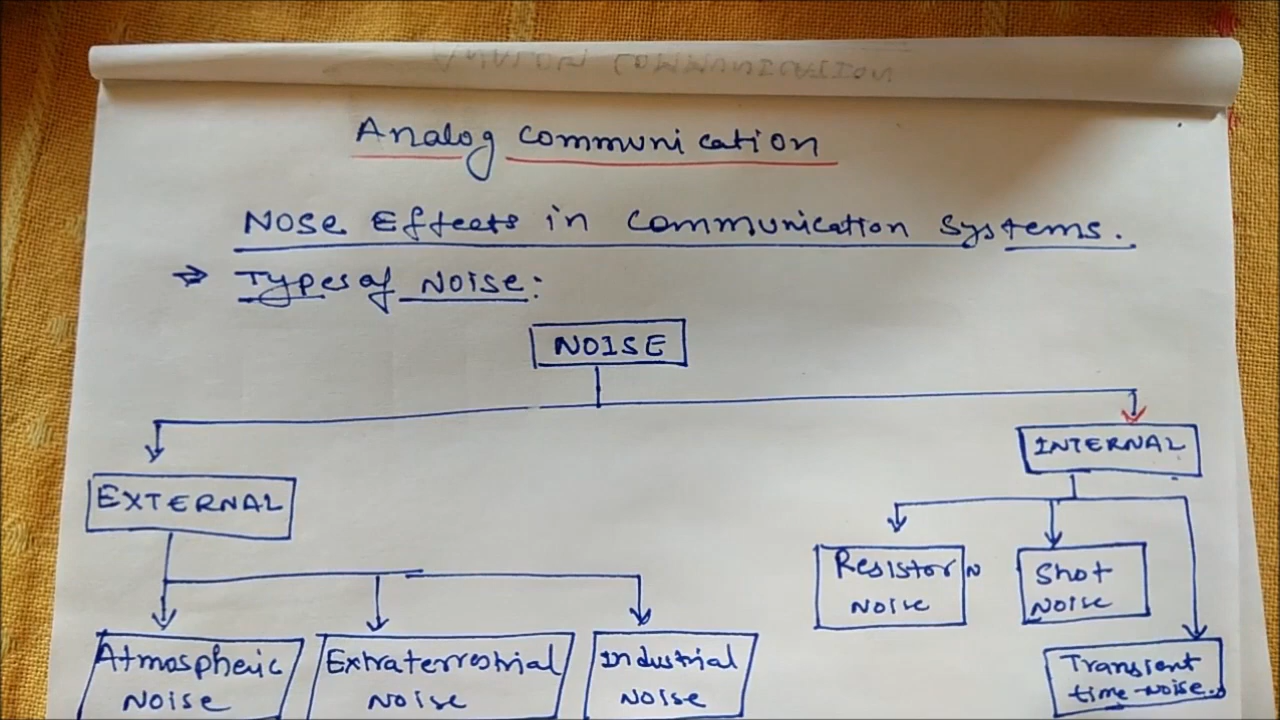 Analog communication
NOSE Effects in communication systems.
⇒ Types of NOISE:
NOISE
EXTERNAL
INTERNAL
Atmospheric NOISE
Extraterrestrial NOISE
Industrial NOISE
Resistor N
NOISE
Shot
NOISE
Transient
time-noise.